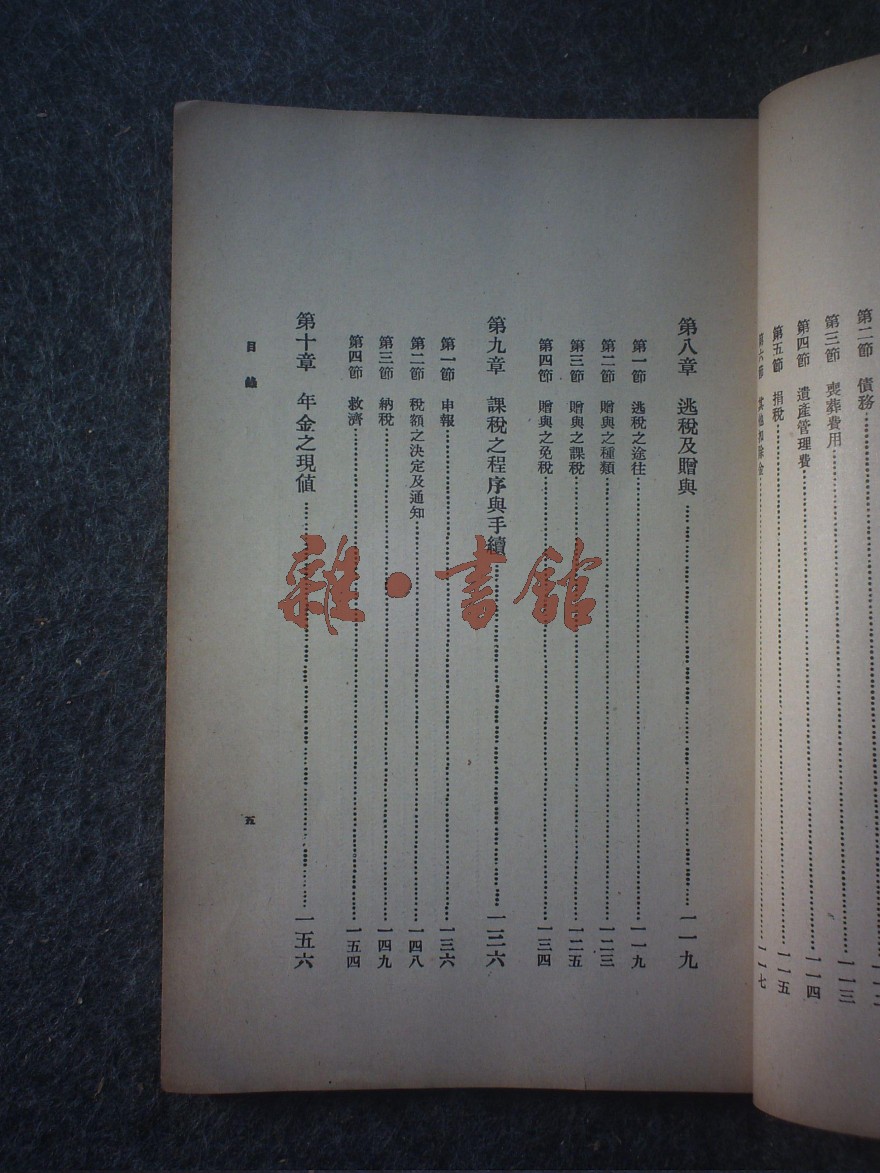 第二節 債務
第三節 喪葬費用……一一三
第四節 遺產管理費……一一四
第五節 捐稅……一一五
第六節 其他扣除金……一一七
第八章 逃稅及贈與……一一九
第一節 逃稅之途往……一一九
第二節 贈與之種類……一二三
第三節 贈與之課稅……一二五
第四節 贈與之免稅……一三四
第九章 課稅之程序與手續……一三六
第一節 申報……一三六
第二節 稅額之決定及通知……一四八
第三節 納稅……一四九
第四節 救濟……一五四
第十章 年金之現值……一五六
目錄
五
雜·書館